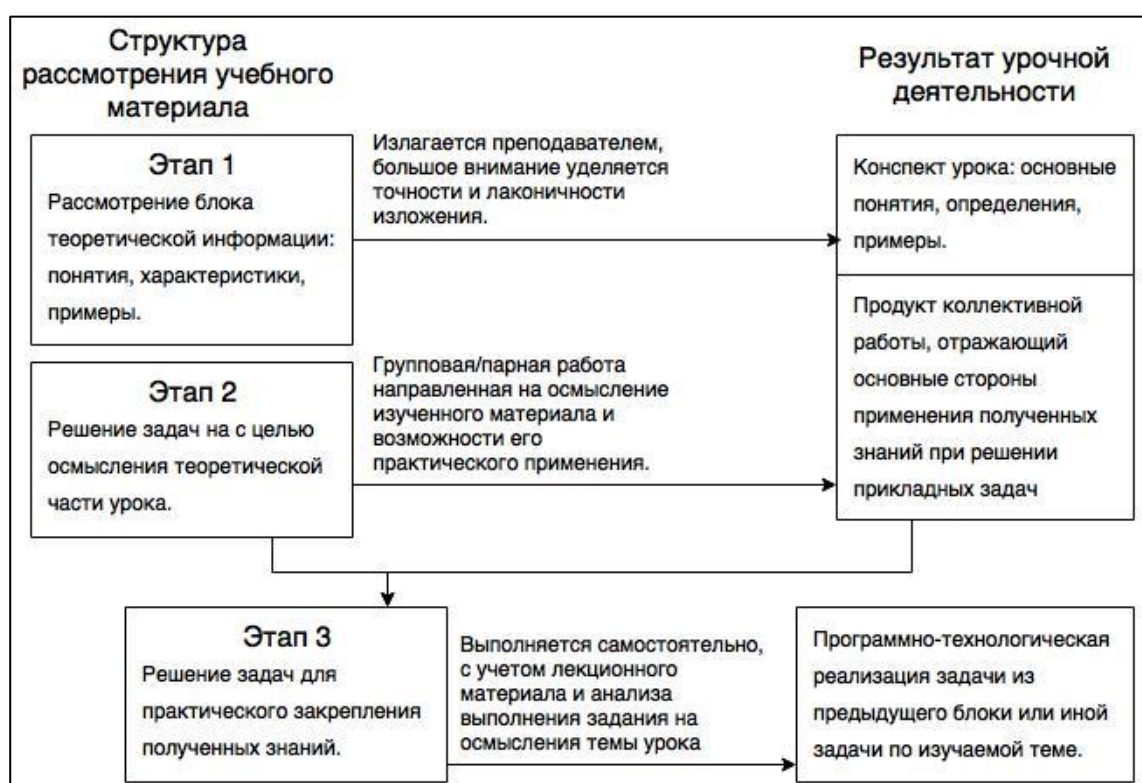 Структура
рассмотрения учебного
материала
Результат урочной
деятельности
Этап 1
Рассмотрение блока
теоретической информации:
понятия, характеристики,
примеры.
Излагается преподавателем,
большое внимание уделяется
точности и лаконичности
изложения.
Конспект урока: основные
понятия, определения,
примеры.
Этап 2
Решение задач на с целью
осмысления теоретической
части урока.
Групповая/парная работа
направленная на осмысление
изученного материала и
возможности его
практического применения.
Продукт коллективной
работы, отражающий
основные стороны
применения полученных
знаний при решении
прикладных задач
Этап 3
Решение задач для
практического закрепления
полученных знаний.
Выполняется самостоятельно,
с учетом лекционного
материала и анализа
выполнения задания на
осмысления темы урока
Программно-технологическая
реализация задачи из
предыдущего блоки или иной
задачи по изучаемой теме.